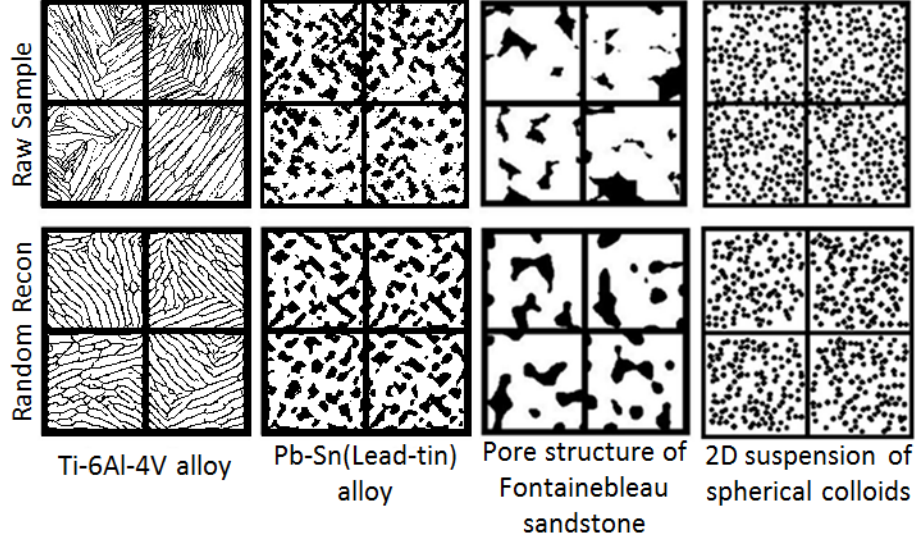 Raw Sample
Random Recon
Ti-6Al-4V alloy
Pb-Sn(Lead-tin)
alloy
Pore structure of
Fontainebleau
sandstone
2D suspension of
spherical colloids